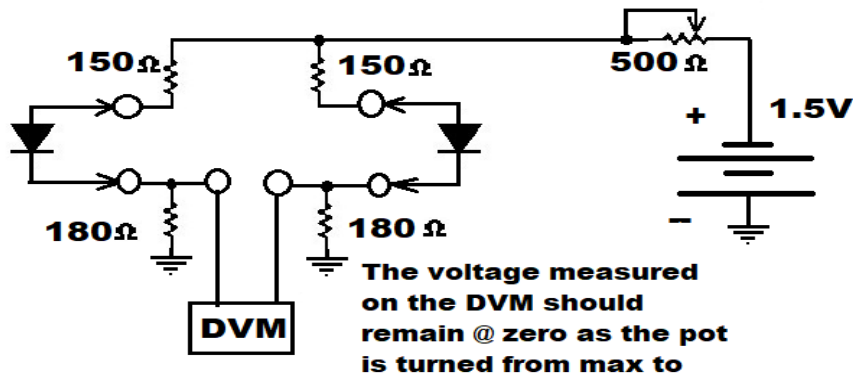 150Ω
150Ω
500Ω
+
1.5V
180Ω
180Ω
−
DVM
The voltage measured
on the DVM should
remain @ zero as the pot
is turned from max to